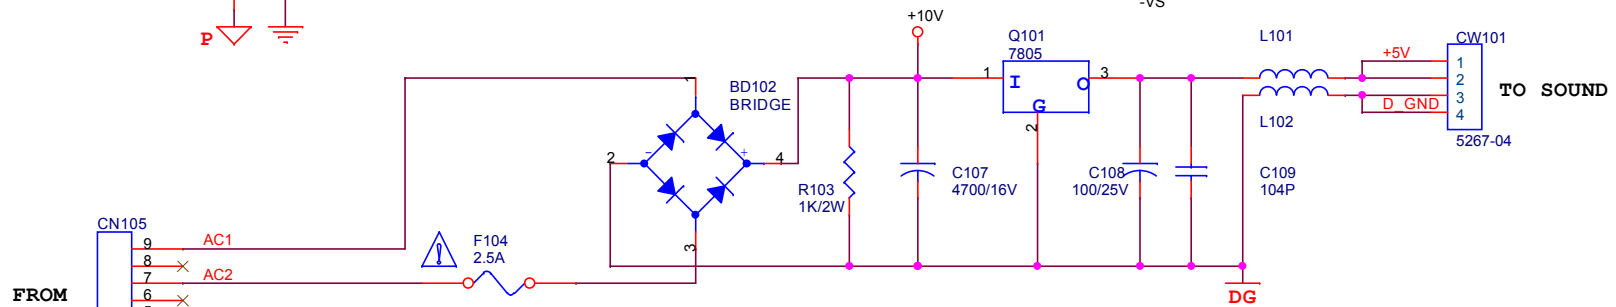 -VS
+10V
P
Q101
7805
L101
CW101
+5V
1
1
I
O
3
1
2
BD102
BRIDGE
TO SOUND
G
3
D_GND
4
2
L102
5267-04
2
-
+
4
R103
1K/2W
C107
4700/16V
C108
100/25V
C109
104P
CN105
9
AC1
3
F104
2.5A
!
8
7
AC2
6
FROM
DG